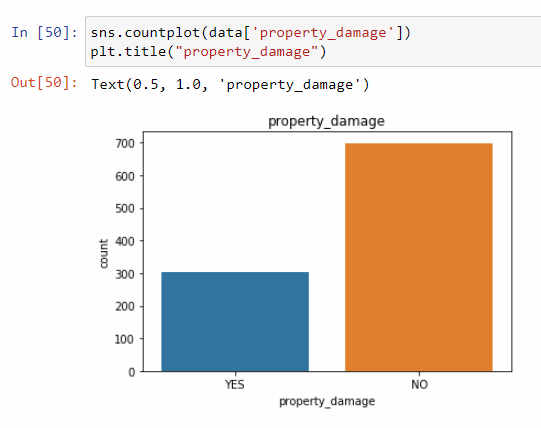 In [50]: sns.countplot(data['property_damage'])
plt.title("property_damage")
Out[50]: Text(0.5, 1.0, 'property_damage')
property_damage
700
600
500
400
300
200
100
0
count
YES NO
property_damage